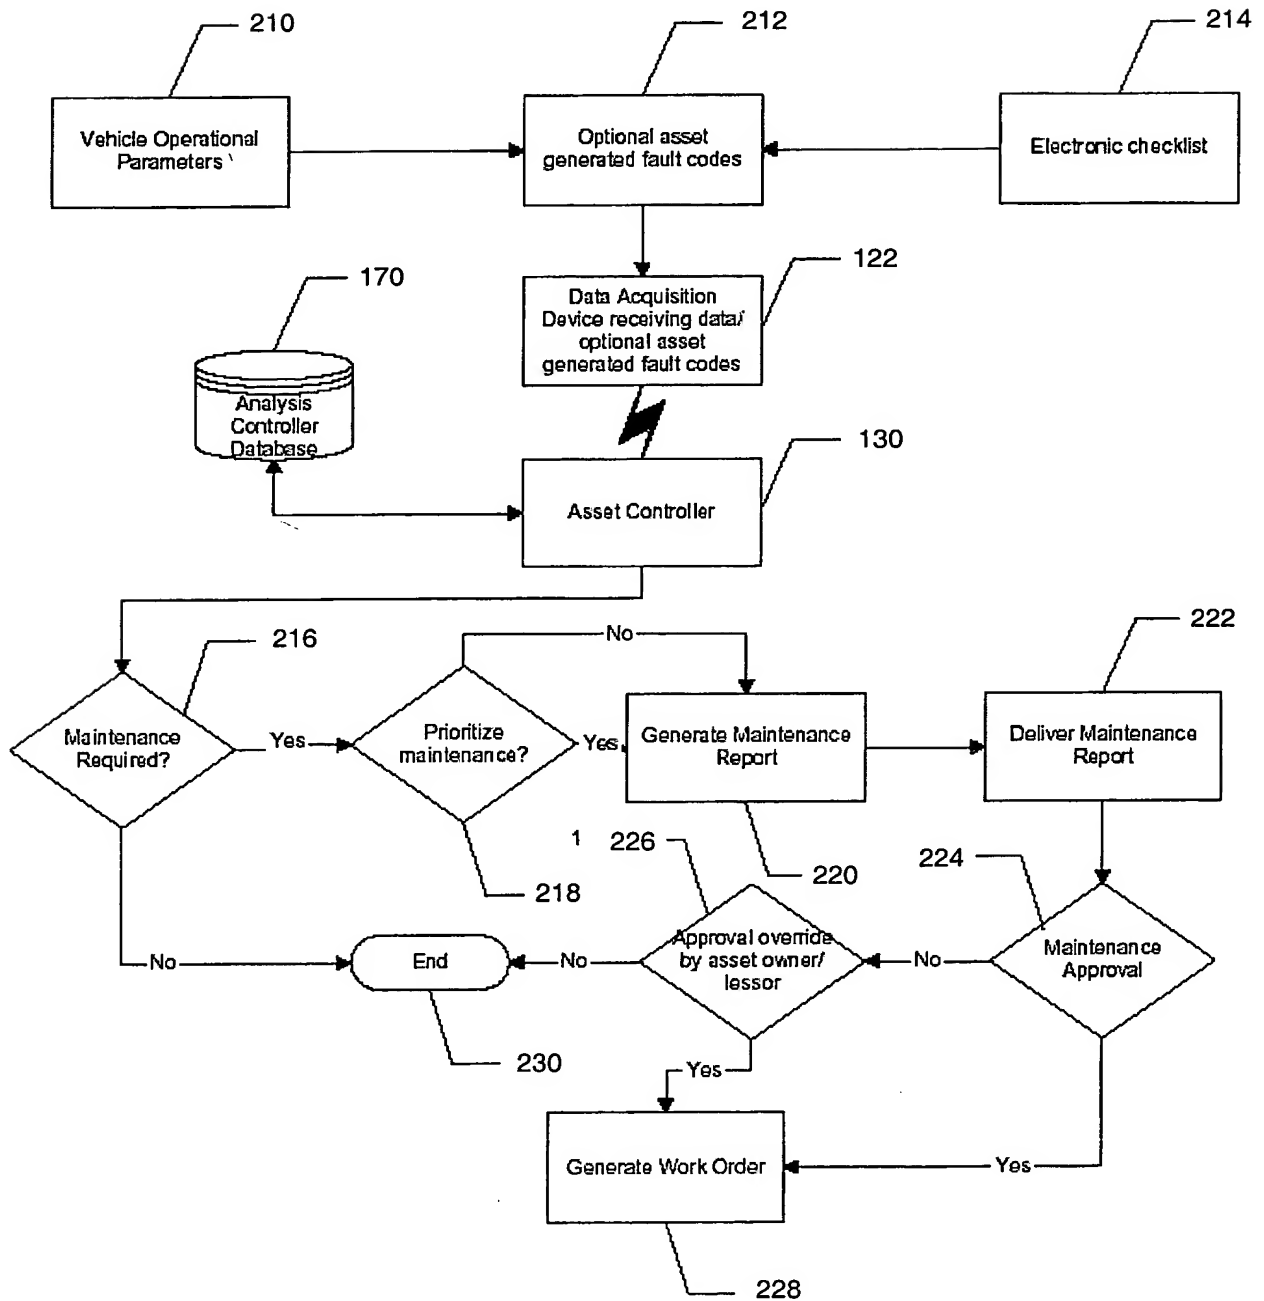 210
212
214
Vehicle Operational
Parameters
Optional asset
generated fault codes
Electronic checklist
170
122
Data Acquisition
Device receiving data/
optional asset
generated fault codes
Analysis
Controller
Database
130
Asset Controller
216
No
222
Maintenance
Required?
Yes
Prioritize
maintenance?
Yes
Generate Maintenance
Report
Deliver Maintenance
Report
1
226
224
218
220
No
End
No
Approval override
by asset owner/
lessor
No
Maintenance
Approval
230
Yes
Generate Work Order
Yes
228